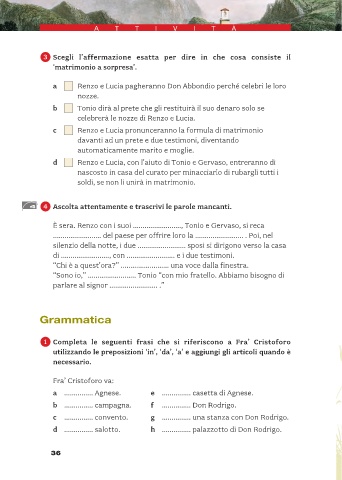 ATTIVITÀ
3 Scegli l'affermazione esatta per dire in che cosa consiste il
'matrimonio a sorpresa'.
a Renzo e Lucia pagheranno Don Abbondio perché celebri le loro
nozze.
b Tonio dirà al prete che gli restituirà il suo denaro solo se
celebrerà le nozze di Renzo e Lucia.
c Renzo e Lucia pronunceranno la formula di matrimonio
davanti ad un prete e due testimoni, diventando
automaticamente marito e moglie.
d Renzo e Lucia, con l'aiuto di Tonio e Gervaso, entreranno di
nascosto in casa del curato per minacciarlo di rubargli tutti i
soldi, se non li unirà in matrimonio.
4 Ascolta attentamente e trascrivi le parole mancanti.
È sera. Renzo con i suoi ........................, Tonio e Gervaso, si reca
........................ del paese per offrire loro la ........................ . Poi, nel
silenzio della notte, i due ........................ sposi si dirigono verso la casa
di ........................, con ........................ e i due testimoni.
"Chi è a quest'ora?" ........................ una voce dalla finestra.
"Sono io," ........................ Tonio "con mio fratello. Abbiamo bisogno di
parlare al signor ........................ ."
Grammatica
1 Completa le seguenti frasi che si riferiscono a Fra' Cristoforo
utilizzando le preposizioni 'in', 'da', 'a' e aggiungi gli articoli quando è
necessario.
Fra' Cristoforo va:
a .............. Agnese. e .............. casetta di Agnese.
b .............. campagna. f .............. Don Rodrigo.
c .............. convento. g .............. una stanza con Don Rodrigo.
d .............. salotto. h .............. palazzotto di Don Rodrigo.
36